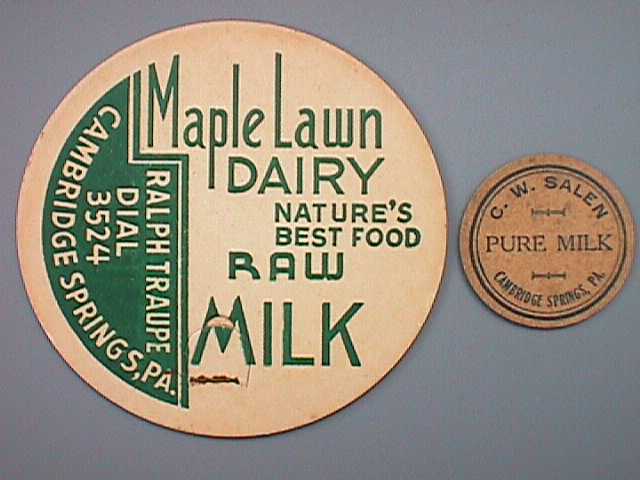 Maple Lawn
DAIRY
NATURE'S
BEST FOOD
RAW
MILK
RALPH TRAUPE
DIAL
3524
CAMBRIDGE SPRINGS, PA.
C. W. SALEN
PURE MILK
CAMBRIDGE SPRINGS, PA.